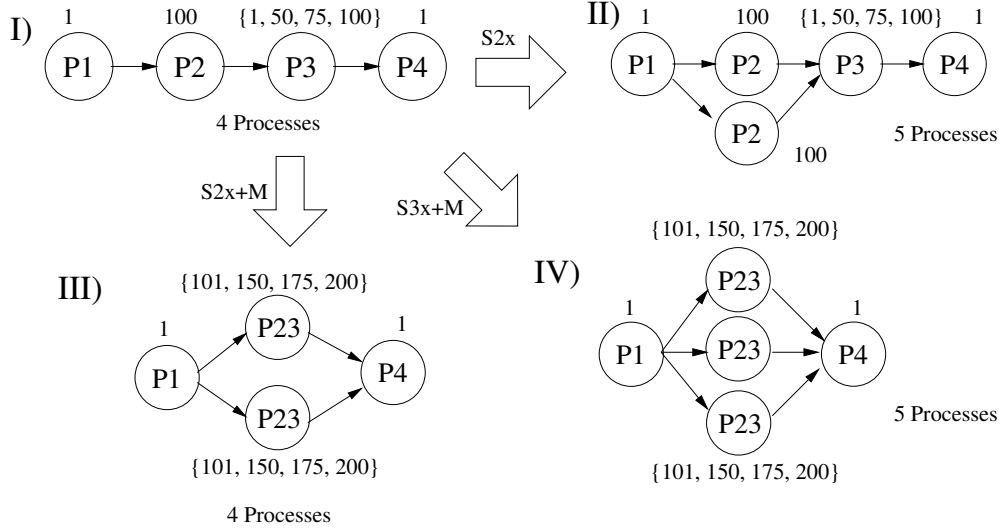 I)
1 100 {1, 50, 75, 100} 1
P1 P2 P3 P4
4 Processes
S2x
II)
1 100 {1, 50, 75, 100} 1
P1 P2 P3 P4
P2
100
5 Processes
S2x+M
S3x+M
III)
{101, 150, 175, 200}
1
P23
1
P1
P4
P23
{101, 150, 175, 200}
4 Processes
IV)
{101, 150, 175, 200}
P23
1
1
P1 P23 P4
P23
5 Processes
{101, 150, 175, 200}